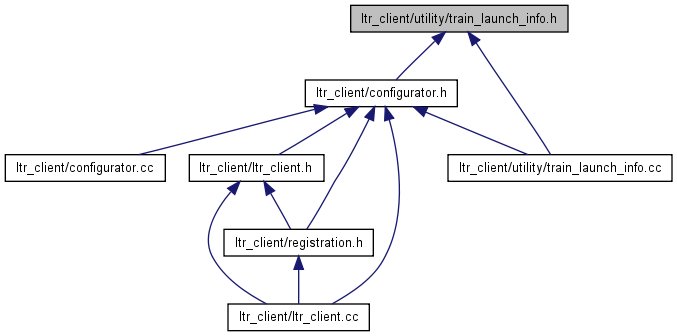 ltr_client/utility/train_launch_info.h
ltr_client/configurator.h
ltr_client/configurator.cc
ltr_client/ltr_client.h
ltr_client/utility/train_launch_info.cc
ltr_client/registration.h
ltr_client/ltr_client.cc